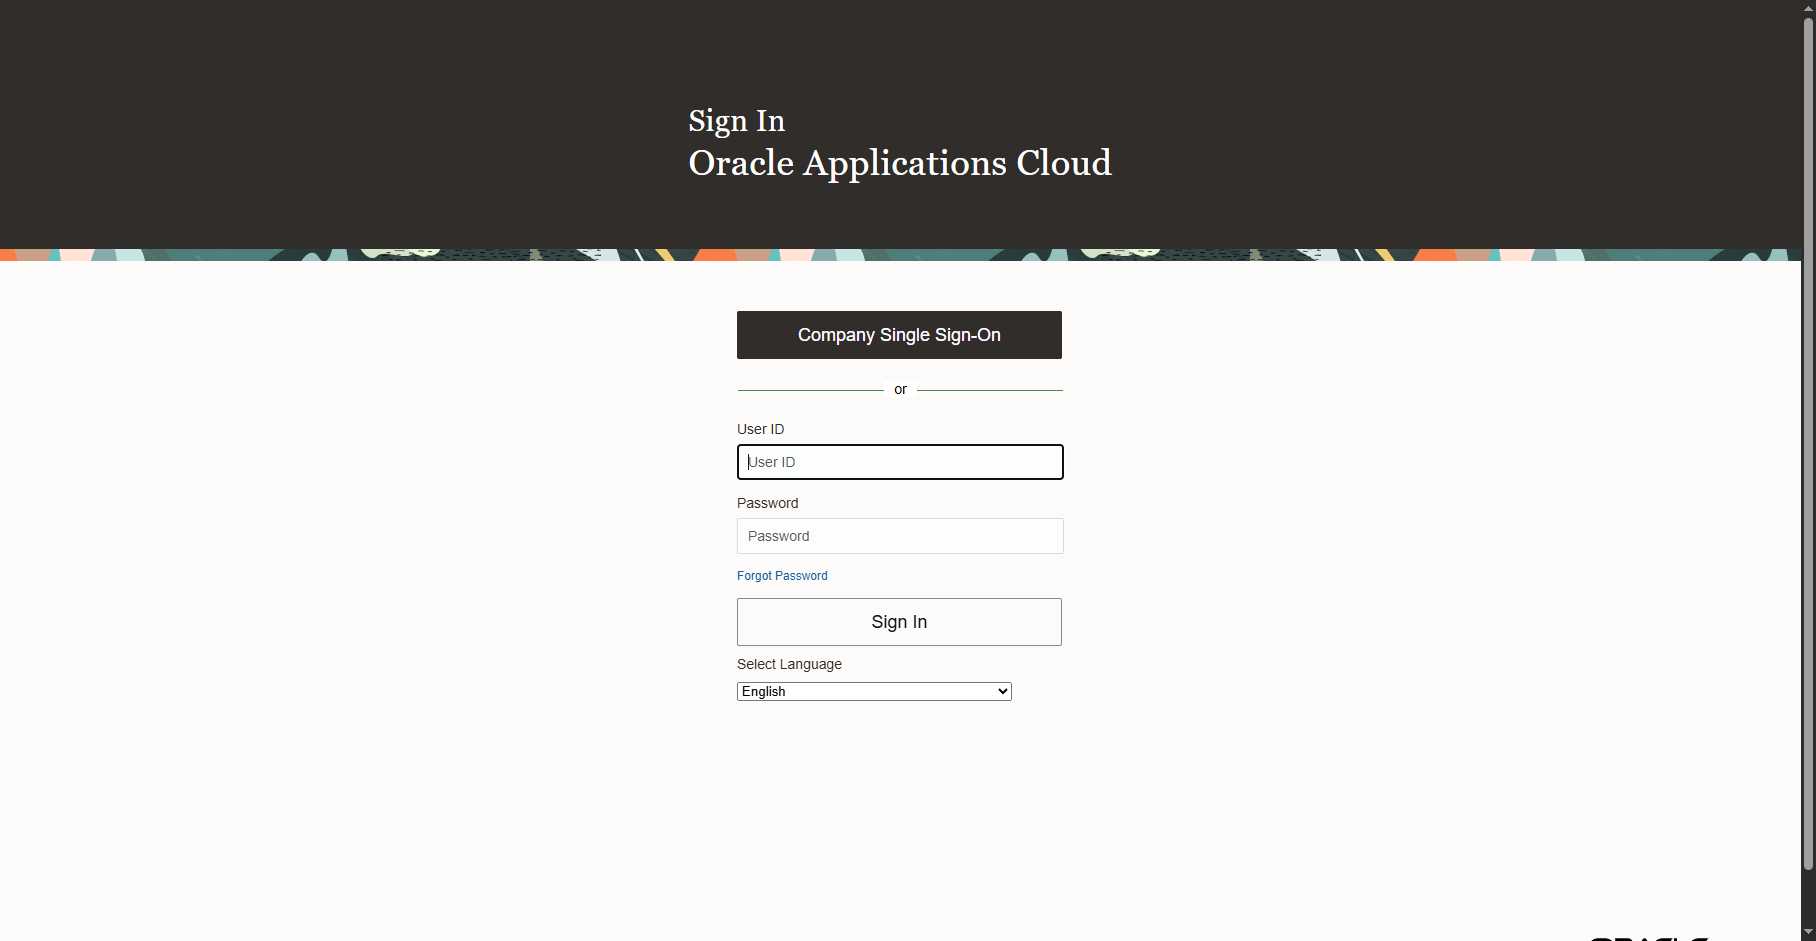 Sign In
Oracle Applications Cloud
Company Single Sign-On
or
User ID
User ID
Password
Password
Forgot Password
Sign In
Select Language
English
ORACLE